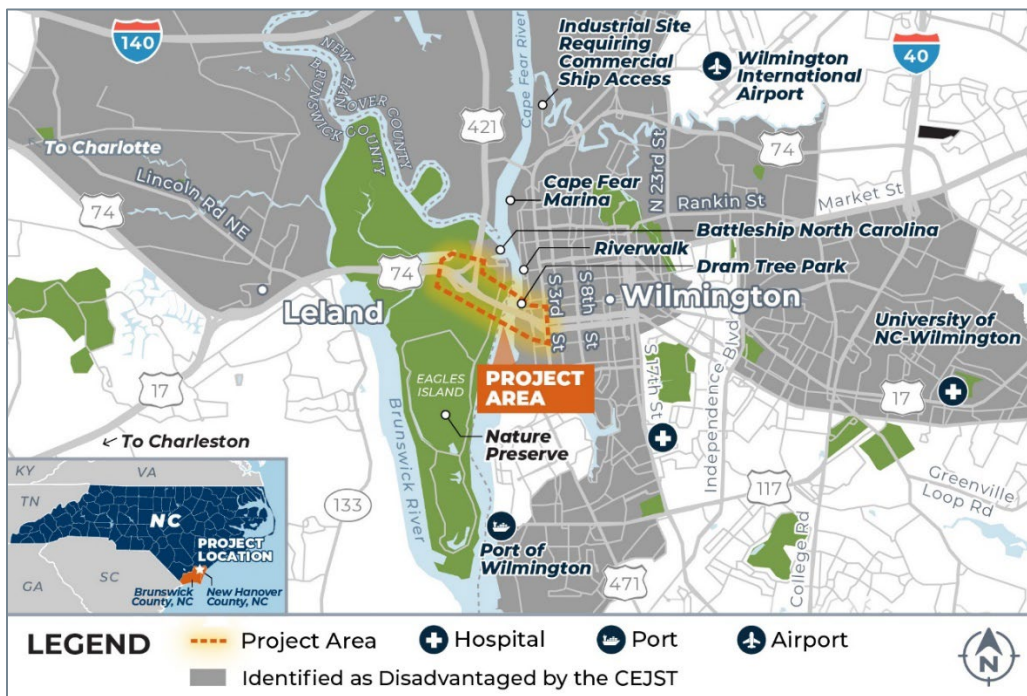 140
NEW HANOVER COUNTY
BRUNSWICK COUNTY
Cape Fear River
Industrial Site
Requiring
Commercial
Ship Access
Wilmington
International
Airport
40
421
To Charlotte
74
Lincoln Rd NE
N 23rd St
74
Cape Fear
Marina
Rankin St
Market St
Battleship North Carolina
Riverwalk
Dram Tree Park
74
Leland
S 3rd St
S 8th St
Wilmington
University of
NC-Wilmington
PROJECT
AREA
EAGLES
ISLAND
17
Brunswick River
S 17th St
Independence Blvd
17
← To Charleston
Nature
Preserve
133
117
Greenville
Loop Rd
College Rd
Port of
Wilmington
471
KY
VA
TN
NC
PROJECT
LOCATION
SC
GA
Brunswick
County, NC
New Hanover
County, NC
LEGEND
Project Area
Hospital
Port
Airport
Identified as Disadvantaged by the CEJST
N